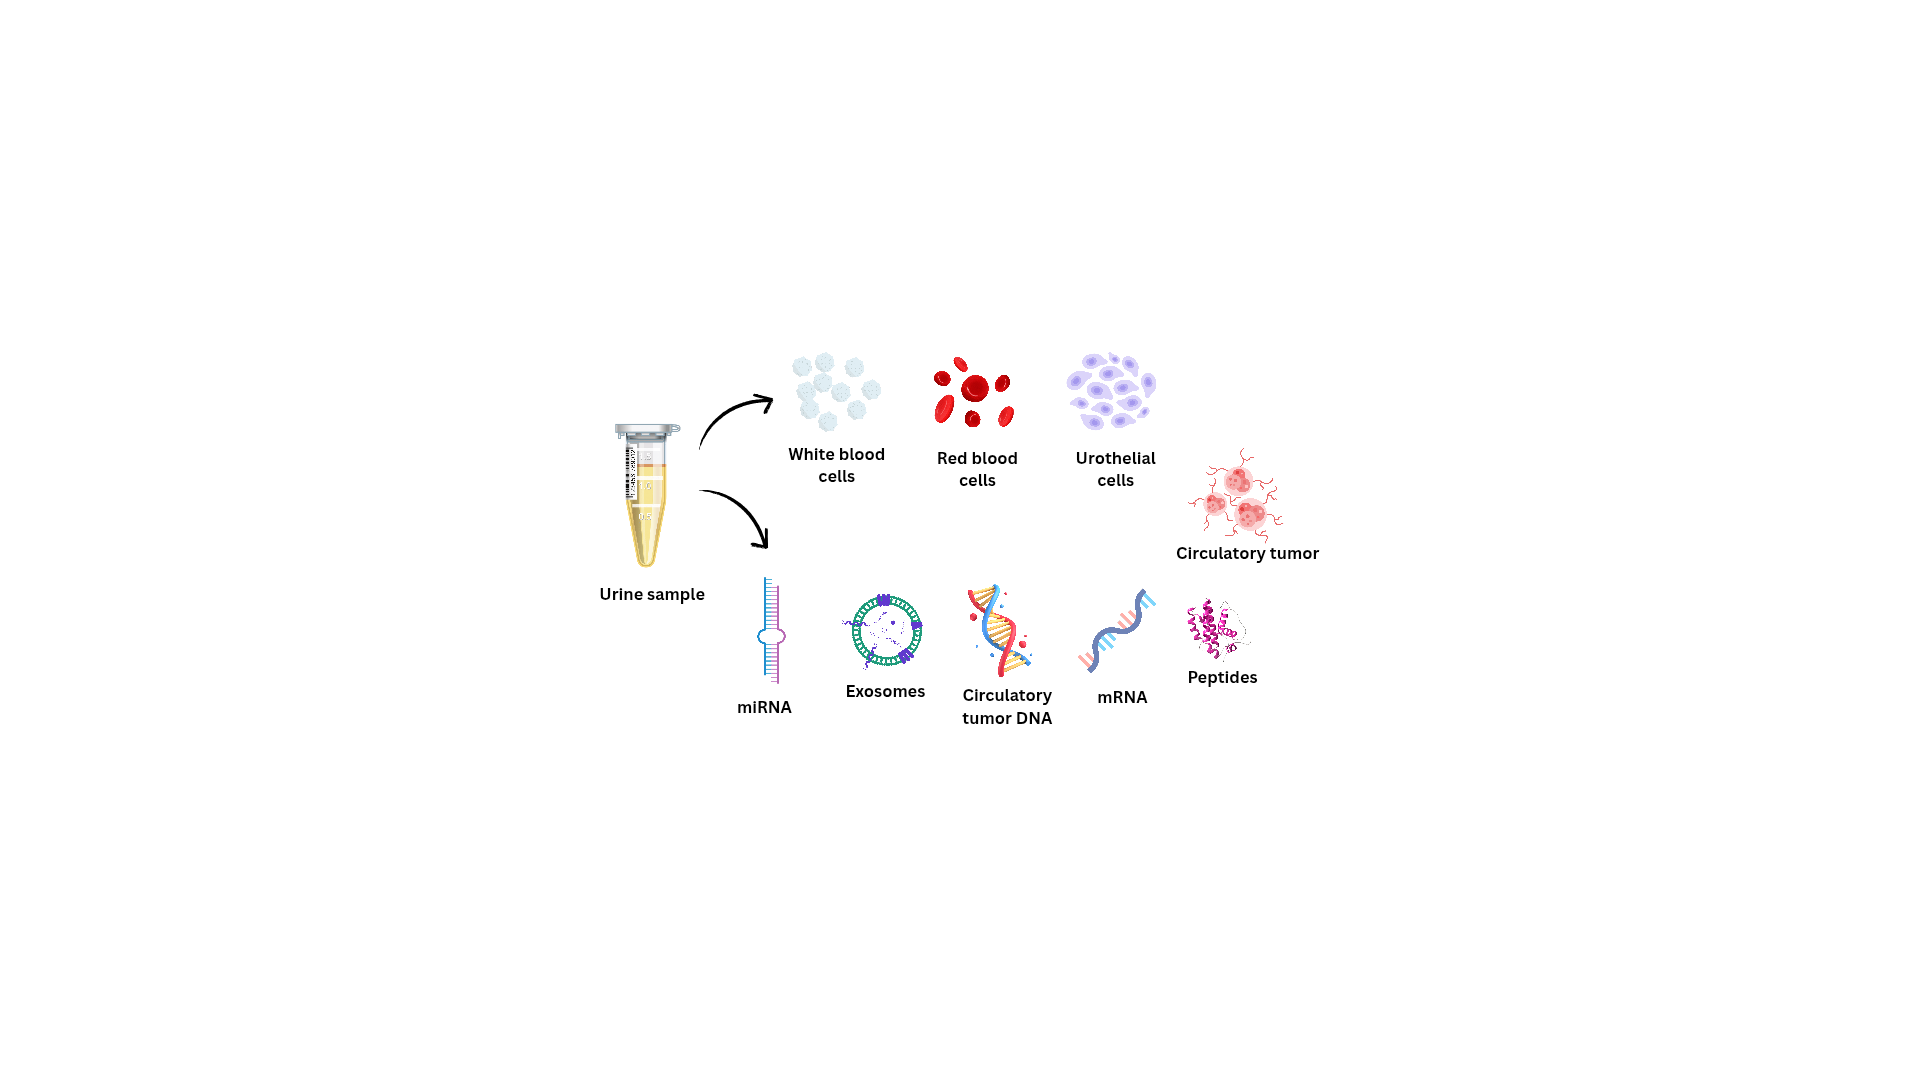 White blood
cells
Red blood
cells
Urothelial
cells
Circulatory tumor
Urine sample
miRNA
Exosomes
Circulatory
tumor DNA
mRNA
Peptides